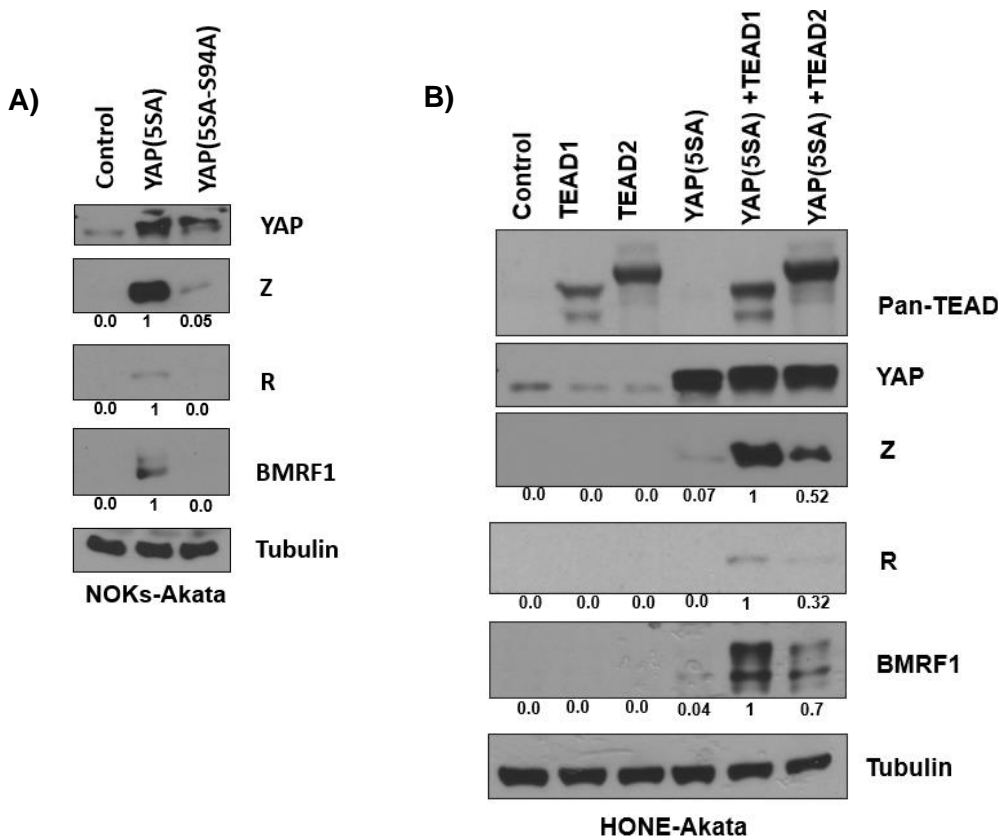 A)
Control
YAP(5SA)
YAP(5SA-S94A)
YAP
Z
0.0 1 0.05
R
0.0 1 0.0
BMRF1
0.0 1 0.0
Tubulin
NOKs-Akata
B)
Control
TEAD1
TEAD2
YAP(5SA)
YAP(5SA) +TEAD1
YAP(5SA) +TEAD2
Pan-TEAD
YAP
Z
0.0 0.0 0.0 0.07 1 0.52
R
0.0 0.0 0.0 0.0 1 0.32
BMRF1
0.0 0.0 0.0 0.04 1 0.7
Tubulin
HONE-Akata